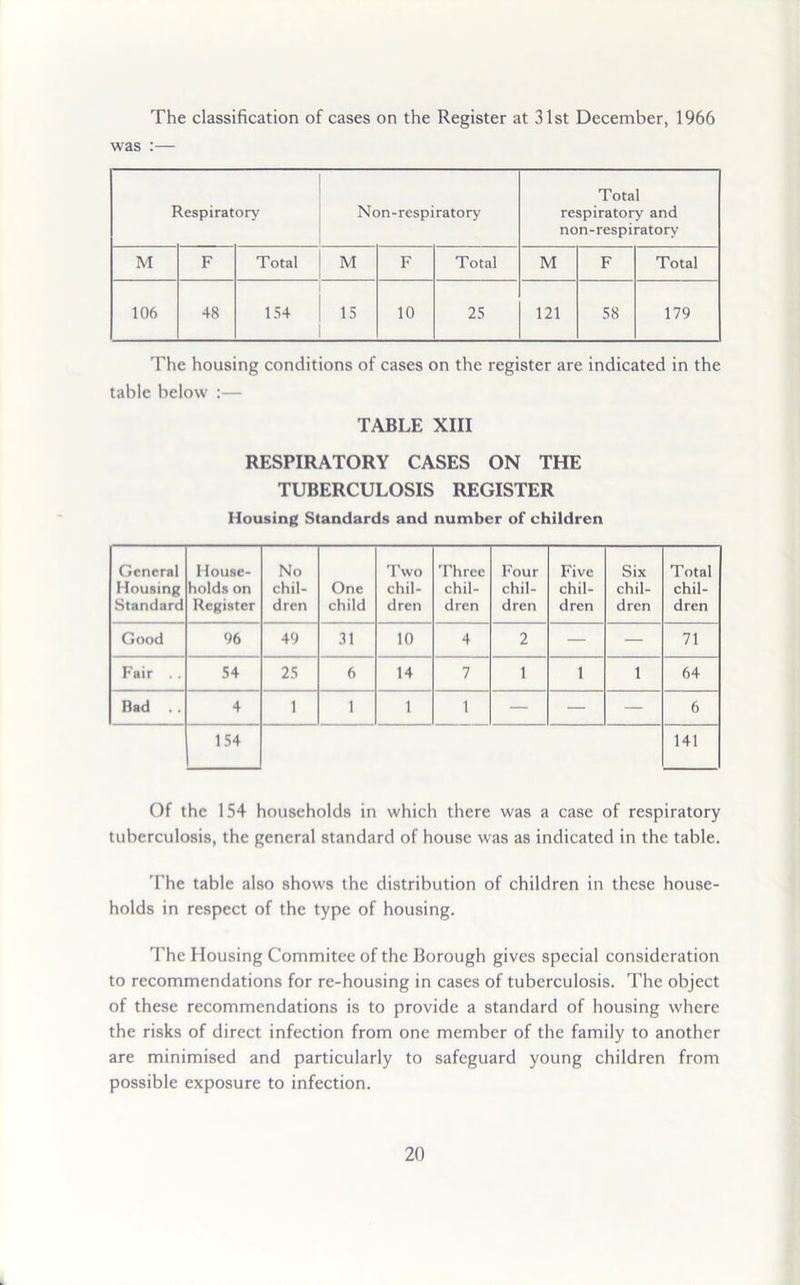 The classification of cases on the Register at 31st December, 1966
was :—
Respiratory Non-respiratory Total respiratory and non-respiratory
M F Total M F Total M F Total
106 48 154 15 10 25 121 58 179
The housing conditions of cases on the register are indicated in the
table below :—
TABLE XIII
RESPIRATORY CASES ON THE
TUBERCULOSIS REGISTER
Housing Standards and number of children
General Housing Standard House-holds on Register No chil-dren One child Two chil-dren Three chil-dren Four chil-dren Five chil-dren Six chil-dren Total chil-dren
Good 96 49 31 10 4 2 — — 71
Fair .. 54 25 6 14 7 1 1 1 64
Bad .. 4 1 1 1 1 — — — 6
154 141
Of the 154 households in which there was a case of respiratory
tuberculosis, the general standard of house was as indicated in the table.
The table also shows the distribution of children in these house-
holds in respect of the type of housing.
The Housing Commitee of the Borough gives special consideration
to recommendations for re-housing in cases of tuberculosis. The object
of these recommendations is to provide a standard of housing where
the risks of direct infection from one member of the family to another
are minimised and particularly to safeguard young children from
possible exposure to infection.
20